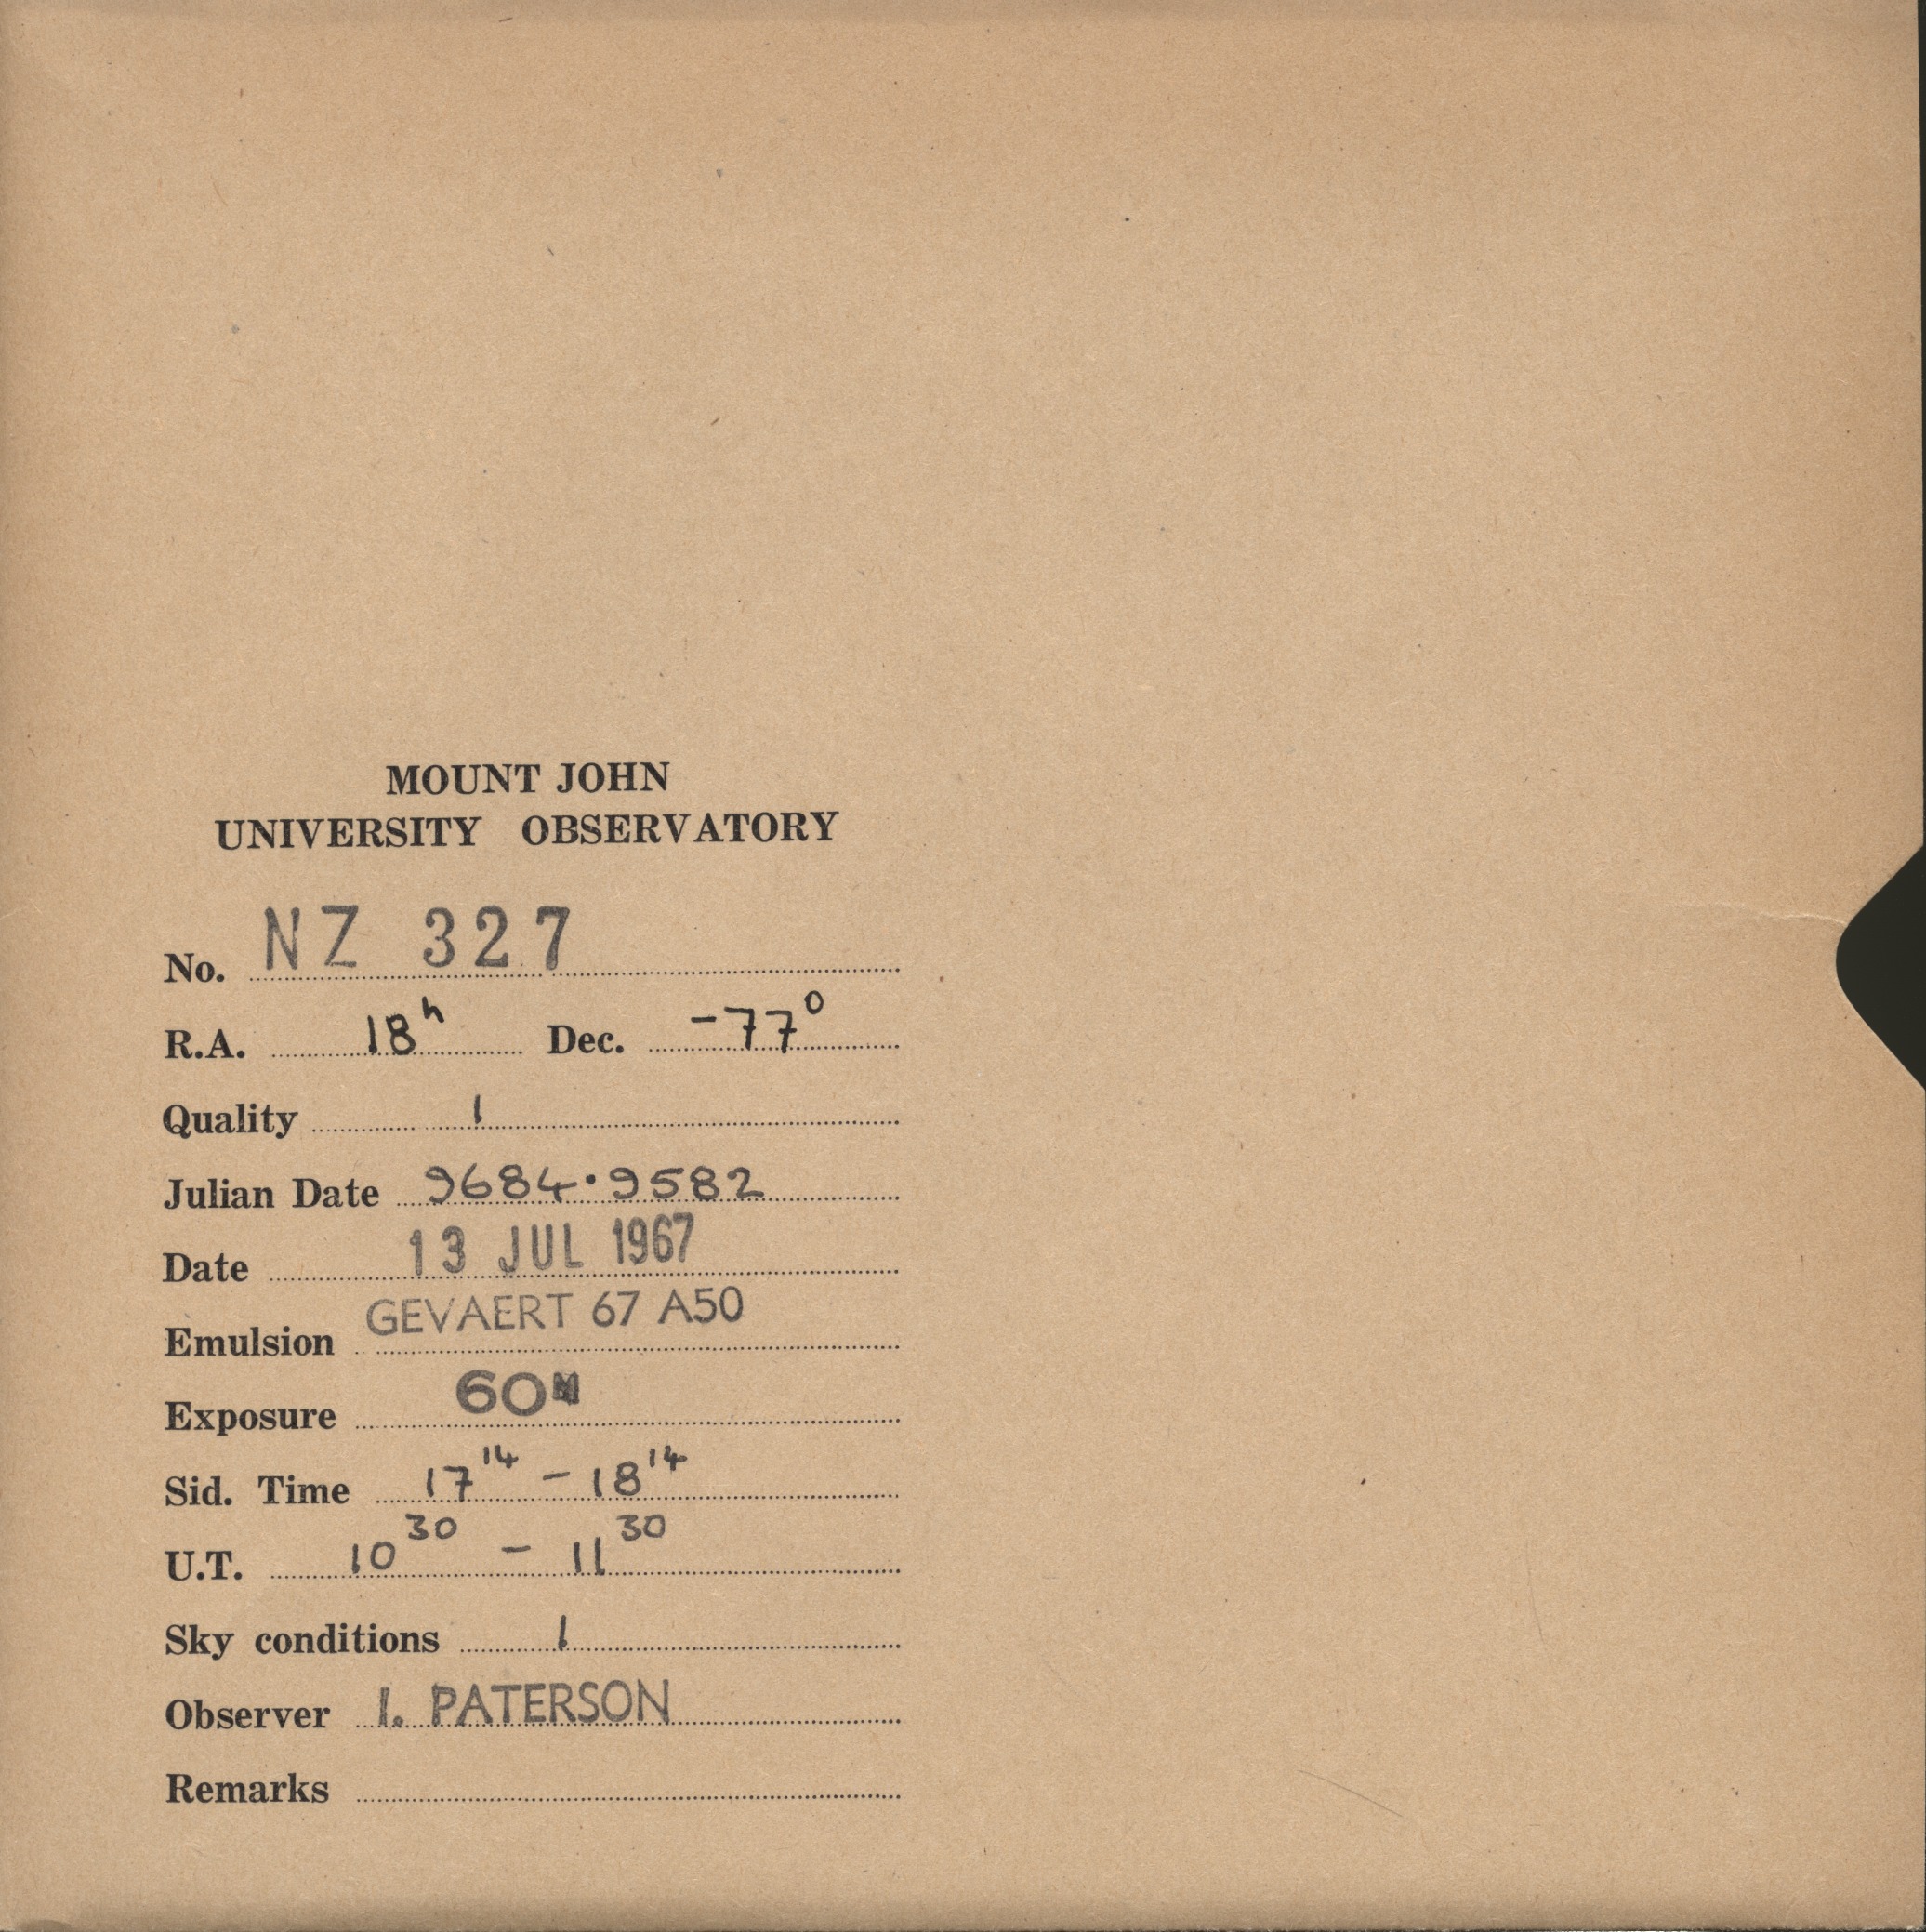 MOUNT JOHN
UNIVERSITY OBSERVATORY
No. NZ 327
R.A. 18h Dec. -77°
Quality 1
Julian Date 9684·9582
Date 13 JUL 1967
Emulsion GEVAERT 67 A50
Exposure 60M
Sid. Time 17 14 - 18 14
U.T. 10 30 - 11 30
Sky conditions 1
Observer I. PATERSON
Remarks